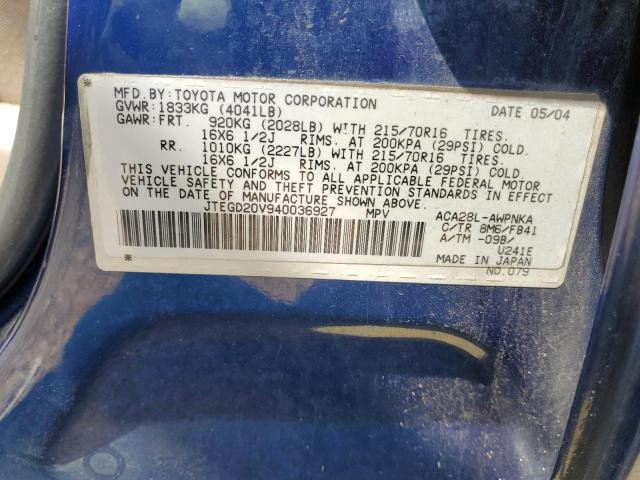 MFD.BY:TOYOTA MOTOR CORPORATION DATE 05/04
GVWR:1833KG (4041LB)
GAWR:FRT. 920KG (2028LB) WITH 215/70R16 TIRES.
16X6 1/2J RIMS. AT 200KPA (29PSI) COLD.
RR. 1010KG (2227LB) WITH 215/70R16 TIRES.
16X6 1/2J RIMS. AT 200KPA (29PSI) COLD.
THIS VEHICLE CONFORMS TO ALL APPLICABLE FEDERAL MOTOR
VEHICLE SAFETY AND THEFT PREVENTION STANDARDS IN EFFECT
ON THE DATE OF MANUFACTURE SHOWN ABOVE.
JTEGD20V940036927 MPV ACA28L-AWPNKA
C/TR 8M6/FB41
A/TM -09B/
U241E
MADE IN JAPAN
NO.079